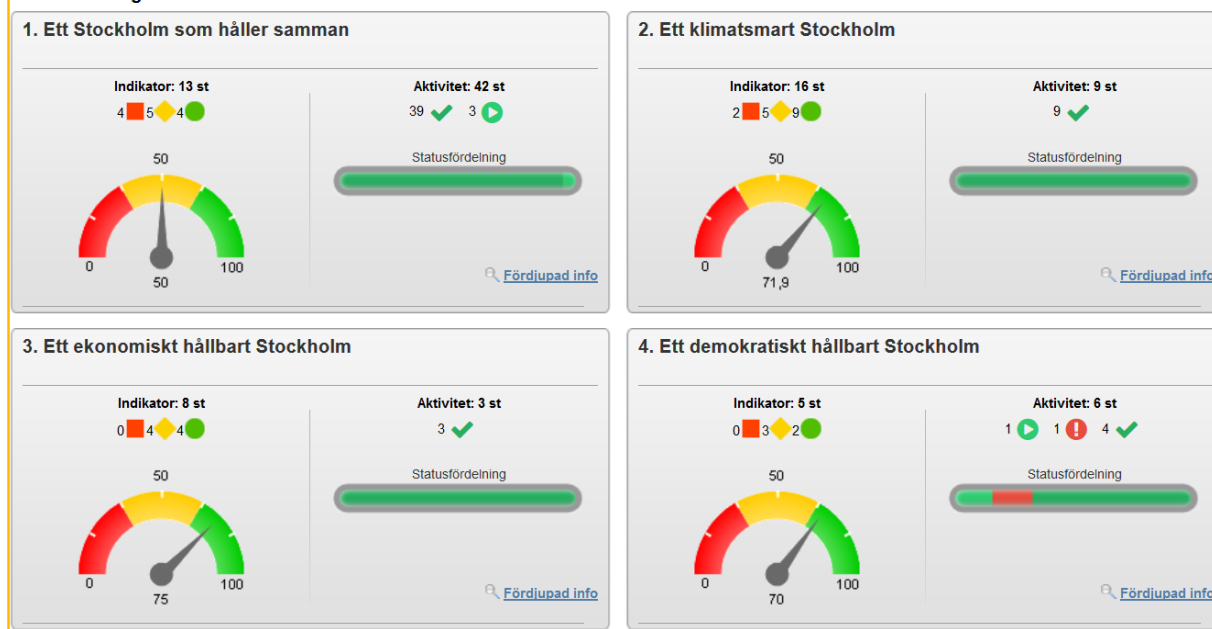 1. Ett Stockholm som håller samman
Indikator: 13 st
4 5 4
50
0 100
50
Aktivitet: 42 st
39 3
Statusfördelning
Fördjupad info
2. Ett klimatsmart Stockholm
Indikator: 16 st
2 5 9
50
0 100
71,9
Aktivitet: 9 st
9
Statusfördelning
Fördjupad info
3. Ett ekonomiskt hållbart Stockholm
Indikator: 8 st
0 4 4
50
0 100
75
Aktivitet: 3 st
3
Statusfördelning
Fördjupad info
4. Ett demokratiskt hållbart Stockholm
Indikator: 5 st
0 3 2
50
0 100
70
Aktivitet: 6 st
1 1 4
Statusfördelning
Fördjupad info